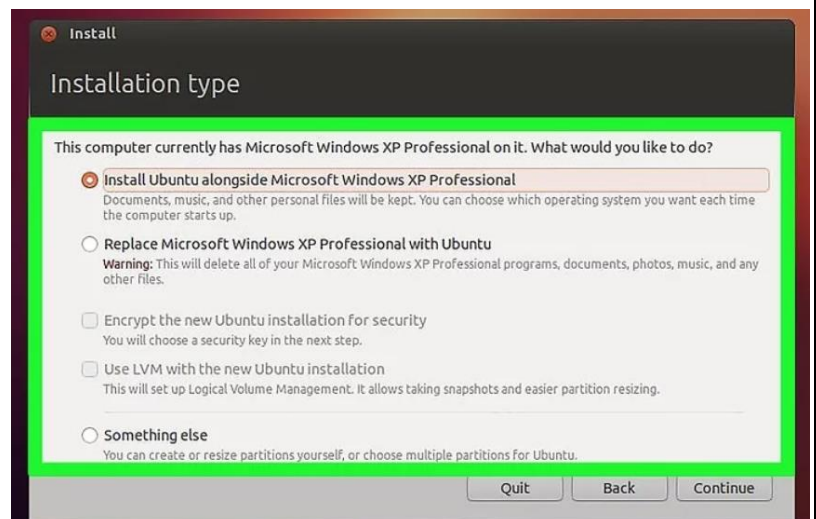 Install
Installation type
This computer currently has Microsoft Windows XP Professional on it. What would you like to do?
Install Ubuntu alongside Microsoft Windows XP Professional
Documents, music, and other personal files will be kept. You can choose which operating system you want each time
the computer starts up.
Replace Microsoft Windows XP Professional with Ubuntu
Warning: This will delete all of your Microsoft Windows XP Professional programs, documents, photos, music, and any
other files.
Encrypt the new Ubuntu installation for security
You will choose a security key in the next step.
Use LVM with the new Ubuntu installation
This will set up Logical Volume Management. It allows taking snapshots and easier partition resizing.
Something else
You can create or resize partitions yourself, or choose multiple partitions for Ubuntu.
Quit Back Continue